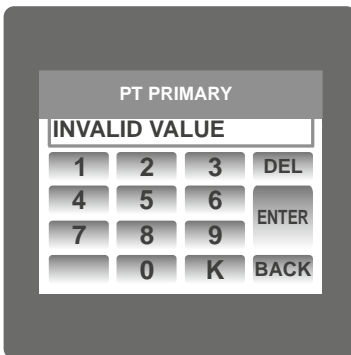 PT PRIMARY
INVALID VALUE
1 2 3 DEL
4 5 6
ENTER
7 8 9
0 K BACK